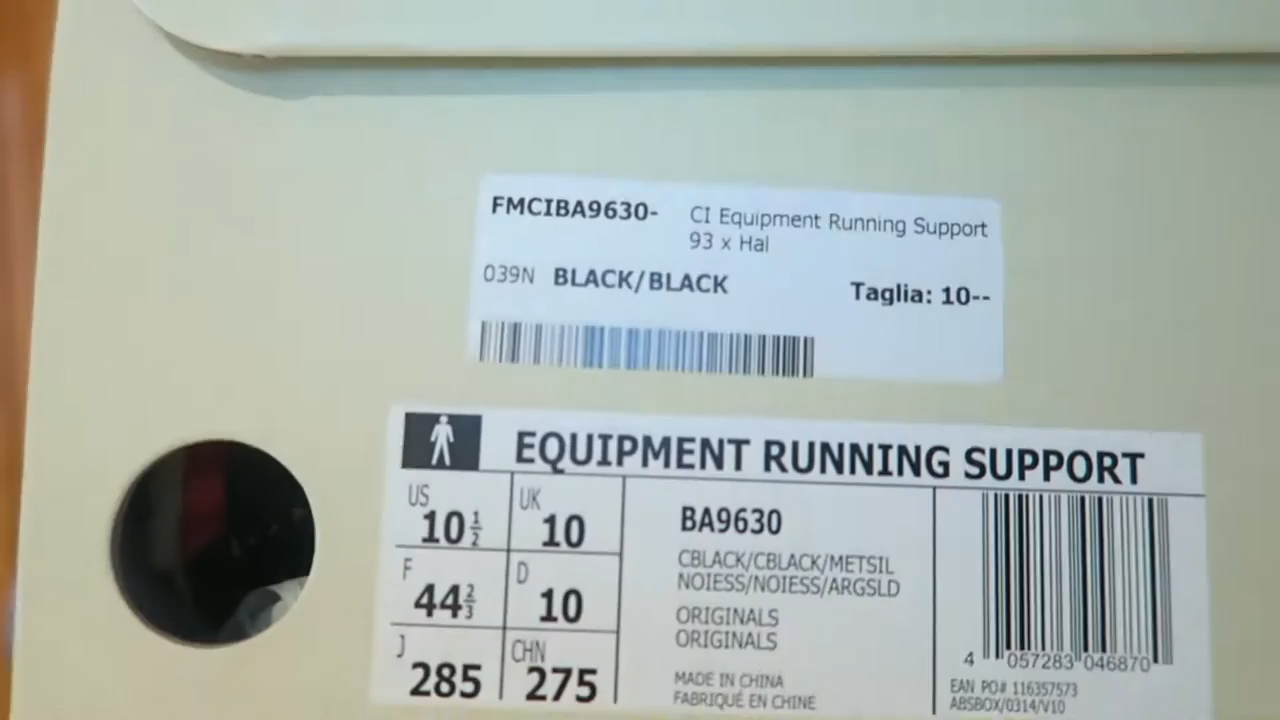 FMCIBA9630- CI Equipment Running Support
93 x Hal
039N BLACK/BLACK Taglia: 10--
EQUIPMENT RUNNING SUPPORT
US 10½ UK 10
F 44⅔ D 10
J 285 CHN 275
BA9630
CBLACK/CBLACK/METSIL
NOIESS/NOIESS/ARGSLD
ORIGINALS
ORIGINALS
MADE IN CHINA
FABRIQUÉ EN CHINE
4 057283 046870
EAN PO# 116357573
ABSBOX/0314/V10